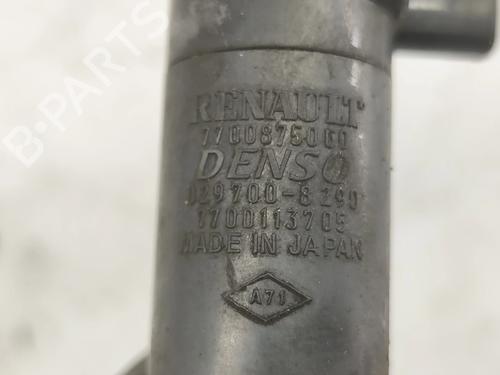 B-PARTS
RENAULT
7700875000
DENSO
029700-8290
7700113705
MADE IN JAPAN
A71